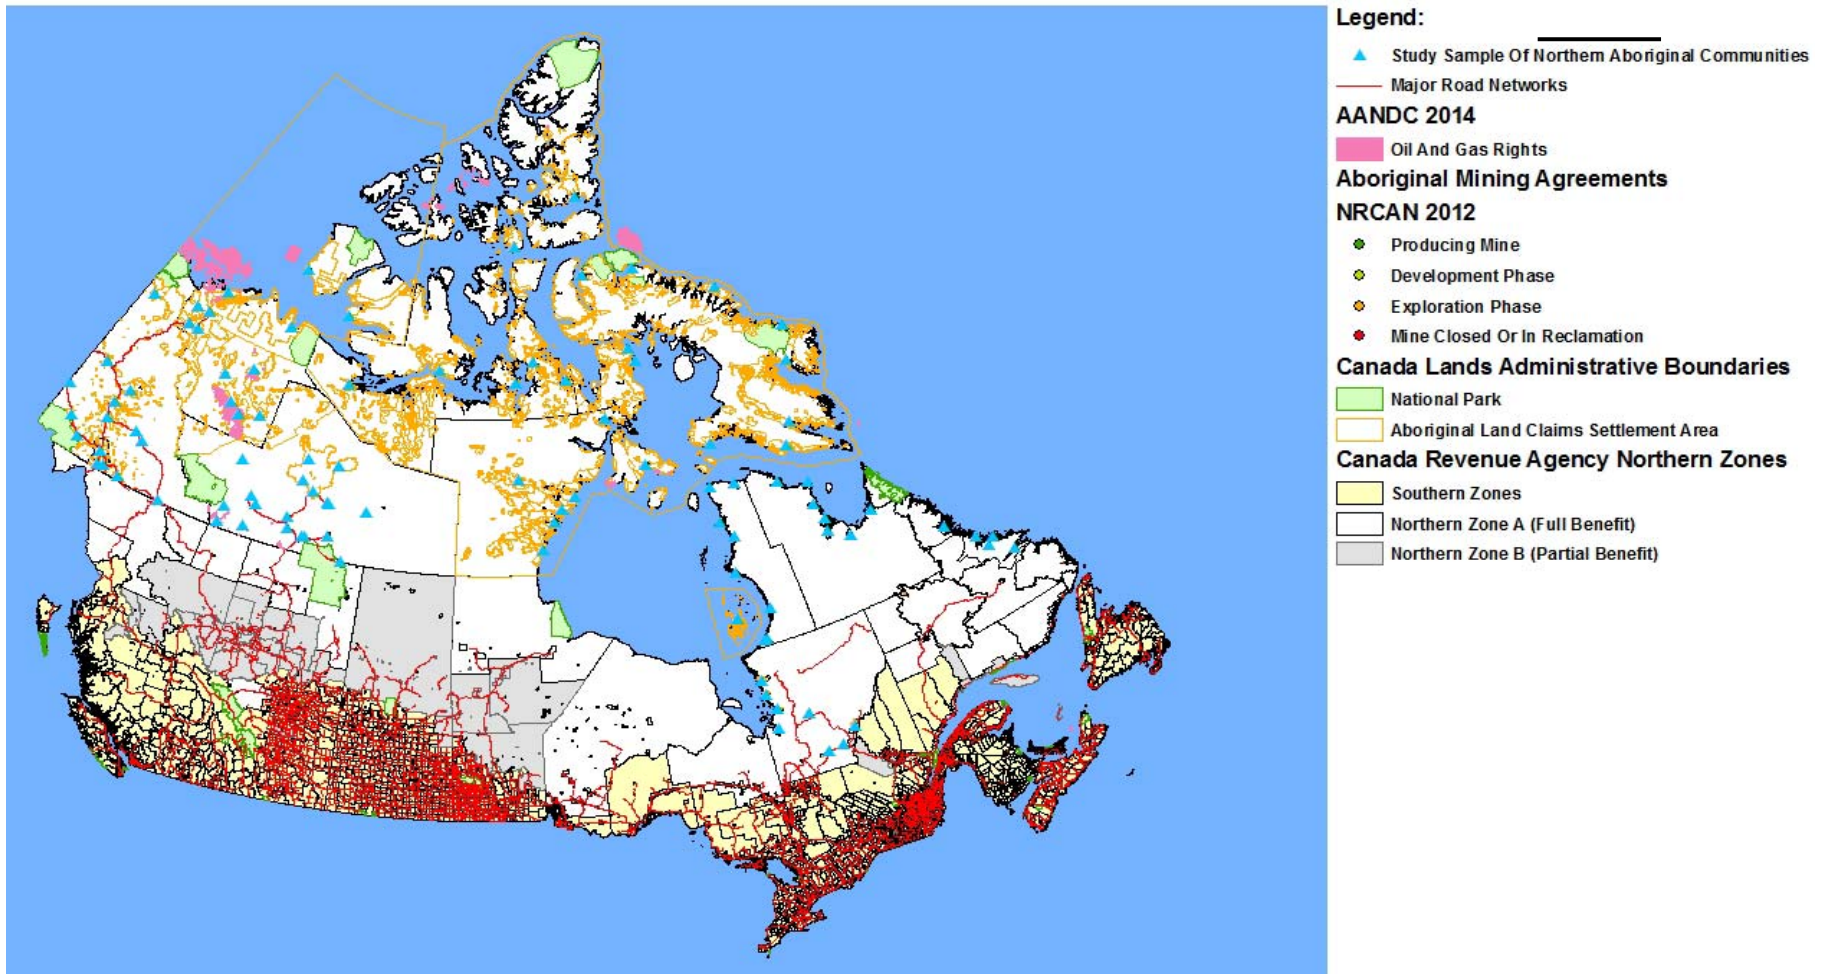 Legend:
Study Sample Of Northern Aboriginal Communities
Major Road Networks
AANDC 2014
Oil And Gas Rights
Aboriginal Mining Agreements
NRCAN 2012
Producing Mine
Development Phase
Exploration Phase
Mine Closed Or In Reclamation
Canada Lands Administrative Boundaries
National Park
Aboriginal Land Claims Settlement Area
Canada Revenue Agency Northern Zones
Southern Zones
Northern Zone A (Full Benefit)
Northern Zone B (Partial Benefit)